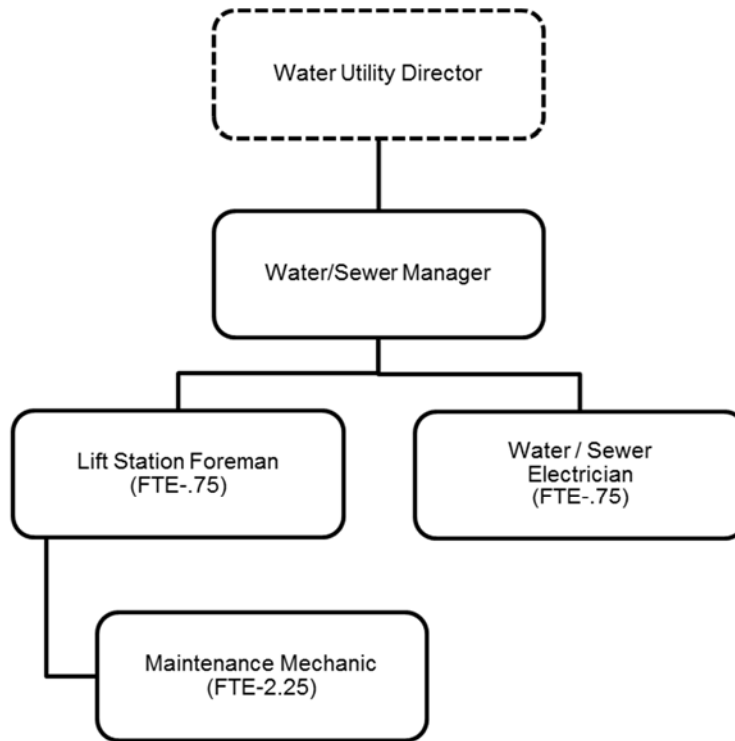 Water Utility Director
Water/Sewer Manager
Lift Station Foreman
(FTE-.75)
Water / Sewer
Electrician
(FTE-.75)
Maintenance Mechanic
(FTE-2.25)